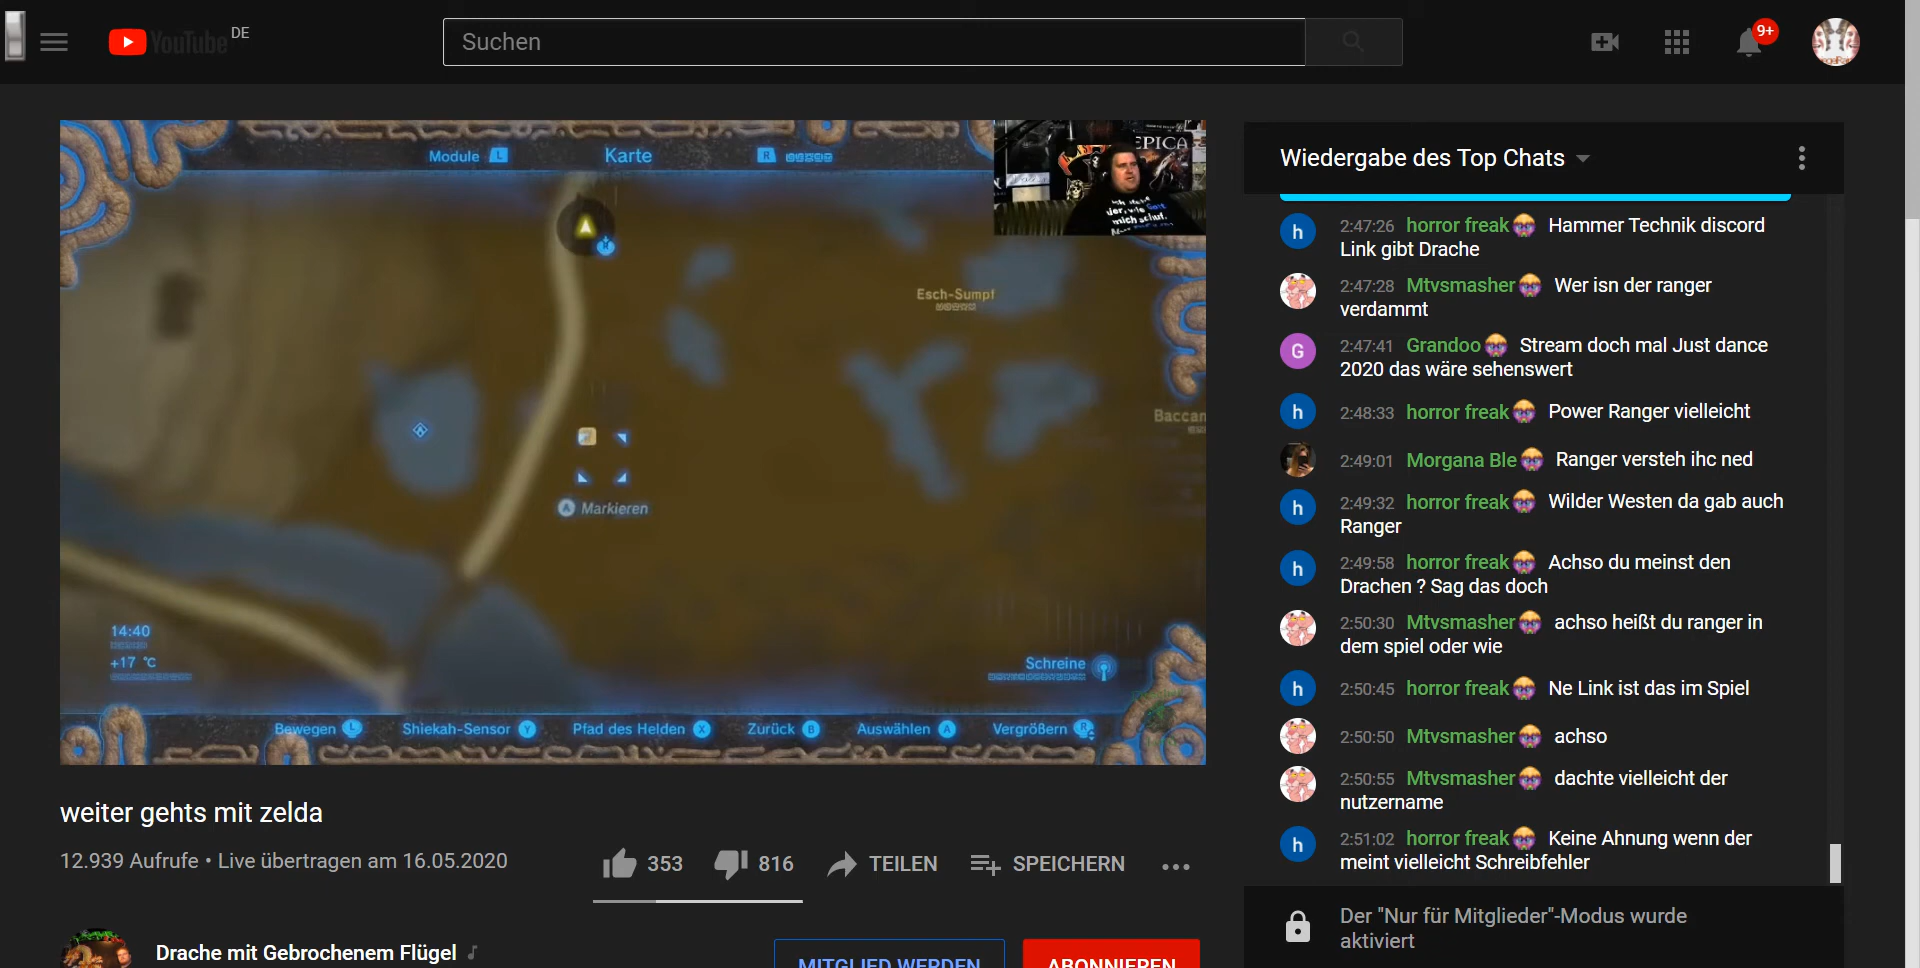 YouTube DE
Suchen
9+
Module L
Karte
R
EPICA
Esch-Sumpf
Baccan
A Markieren
14:40
+17 °C
Schreine
Bewegen L
Shiekah-Sensor Y
Pfad des Helden X
Zurück B
Auswählen A
Vergrößern R
weiter gehts mit zelda
12.939 Aufrufe • Live übertragen am 16.05.2020
353
816
TEILEN
SPEICHERN
Drache mit Gebrochenem Flügel
MITGLIED WERDEN
ABONNIEREN
Wiedergabe des Top Chats
h 2:47:26 horror freak Hammer Technik discord
Link gibt Drache
2:47:28 Mtvsmasher Wer isn der ranger
verdammt
G 2:47:41 Grandoo Stream doch mal Just dance
2020 das wäre sehenswert
h 2:48:33 horror freak Power Ranger vielleicht
2:49:01 Morgana Ble Ranger versteh ihc ned
h 2:49:32 horror freak Wilder Westen da gab auch
Ranger
h 2:49:58 horror freak Achso du meinst den
Drachen ? Sag das doch
2:50:30 Mtvsmasher achso heißt du ranger in
dem spiel oder wie
h 2:50:45 horror freak Ne Link ist das im Spiel
2:50:50 Mtvsmasher achso
2:50:55 Mtvsmasher dachte vielleicht der
nutzername
h 2:51:02 horror freak Keine Ahnung wenn der
meint vielleicht Schreibfehler
Der "Nur für Mitglieder"-Modus wurde
aktiviert